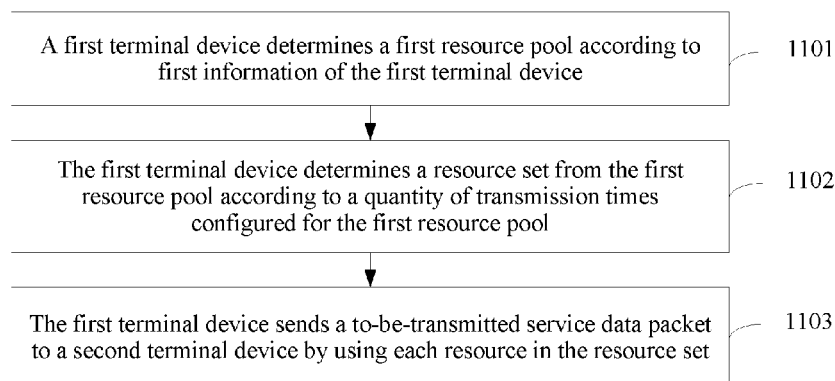 A first terminal device determines a first resource pool according to
first information of the first terminal device
1101
The first terminal device determines a resource set from the first
resource pool according to a quantity of transmission times
configured for the first resource pool
1102
The first terminal device sends a to-be-transmitted service data packet
to a second terminal device by using each resource in the resource set
1103